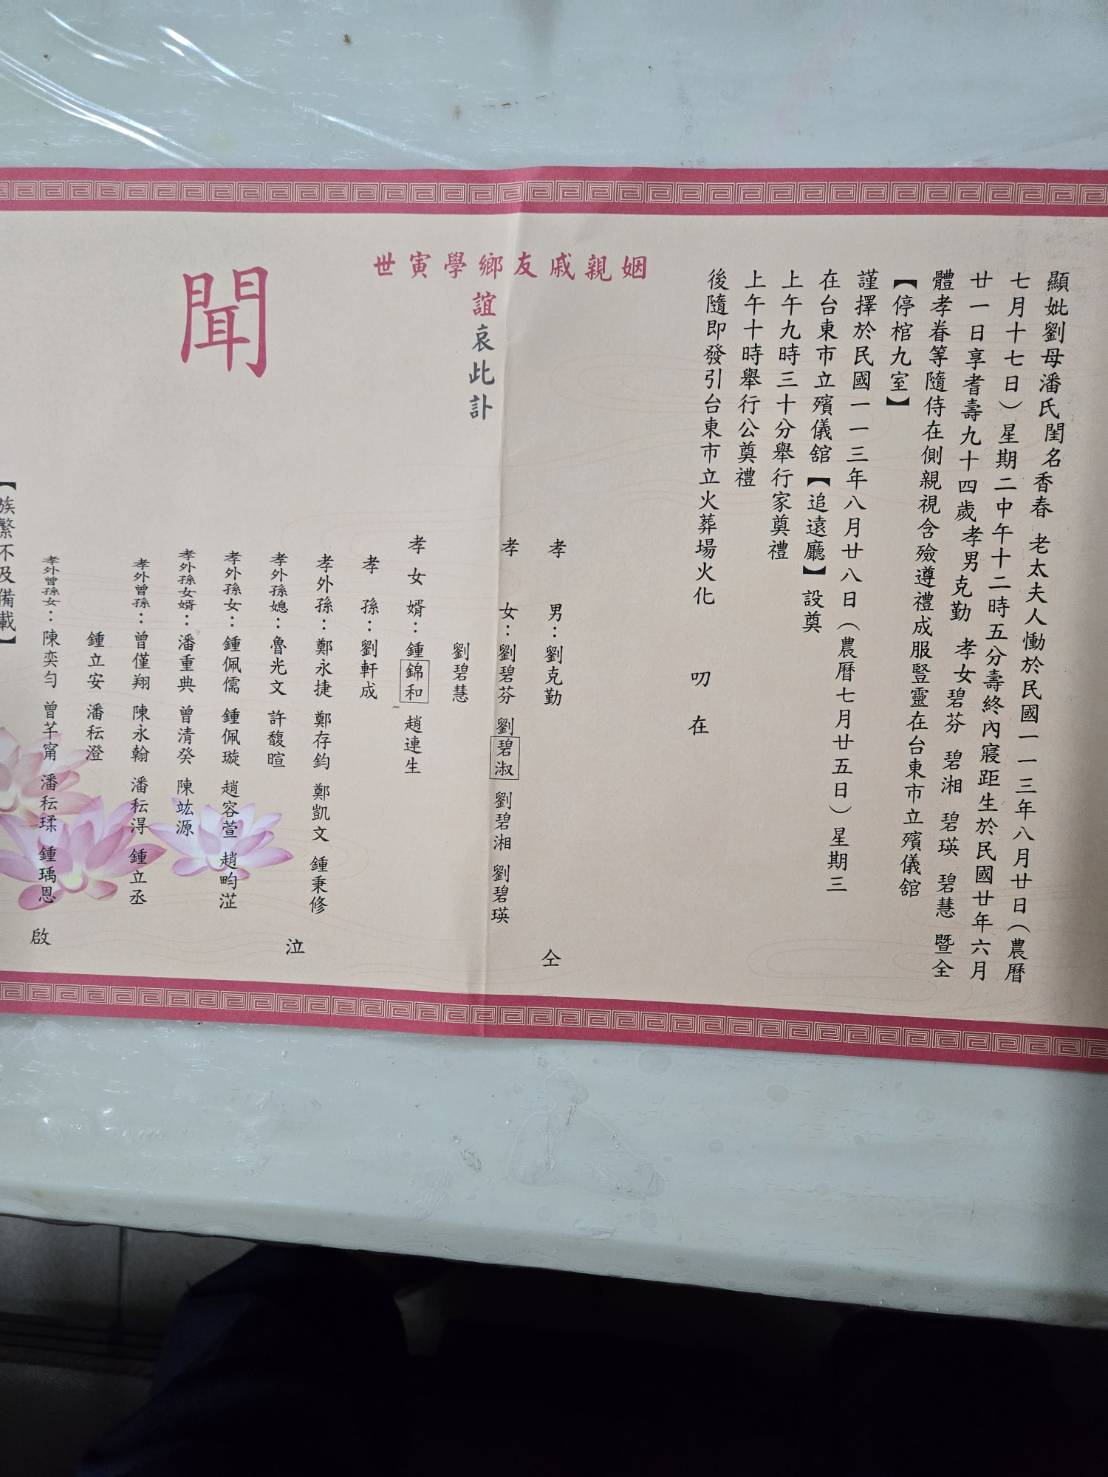 顯妣劉母潘氏閨名香春 老太夫人慟於民國一一三年八月廿日(農曆
七月十七日)星期二中午十二時五分壽終內寢距生於民國廿年六月
廿一日享耆壽九十四歲孝男克勤 孝女碧芬 碧湘 碧瑛 碧慧 暨全
體孝眷等隨侍在側親視含殮遵禮成服豎靈在台東市立殯儀舘
【停棺九室】
謹擇於民國一一三年八月廿八日(農曆七月廿五日)星期三
在台東市立殯儀舘【追遠廳】設奠
上午九時三十分舉行家奠禮
上午十時舉行公奠禮
後隨即發引台東市立火葬場火化 叨 在
姻親戚友鄉學寅世
誼哀此訃
聞
孝 男:劉克勤 仝
孝 女:劉碧芬 劉碧淑 劉碧湘 劉碧瑛
劉碧慧
孝女婿:鍾錦和 趙連生
孝 孫:劉軒成
孝外孫:鄭永捷 鄭存鈞 鄭凱文 鍾秉修
孝外孫媳:魯光文 許馥暄 泣
孝外孫女:鍾佩儒 鍾佩璇 趙容萱 趙畇淽
孝外孫女婿:潘重典 曾清癸 陳竑源
孝外曾孫:曾僅翔 陳永翰 潘秐淂 鍾立丞
鍾立安 潘秐澄
孝外曾孫女:陳奕勻 曾芊甯 潘秐瑈 鍾瑀恩 啟
【族繁不及備載】